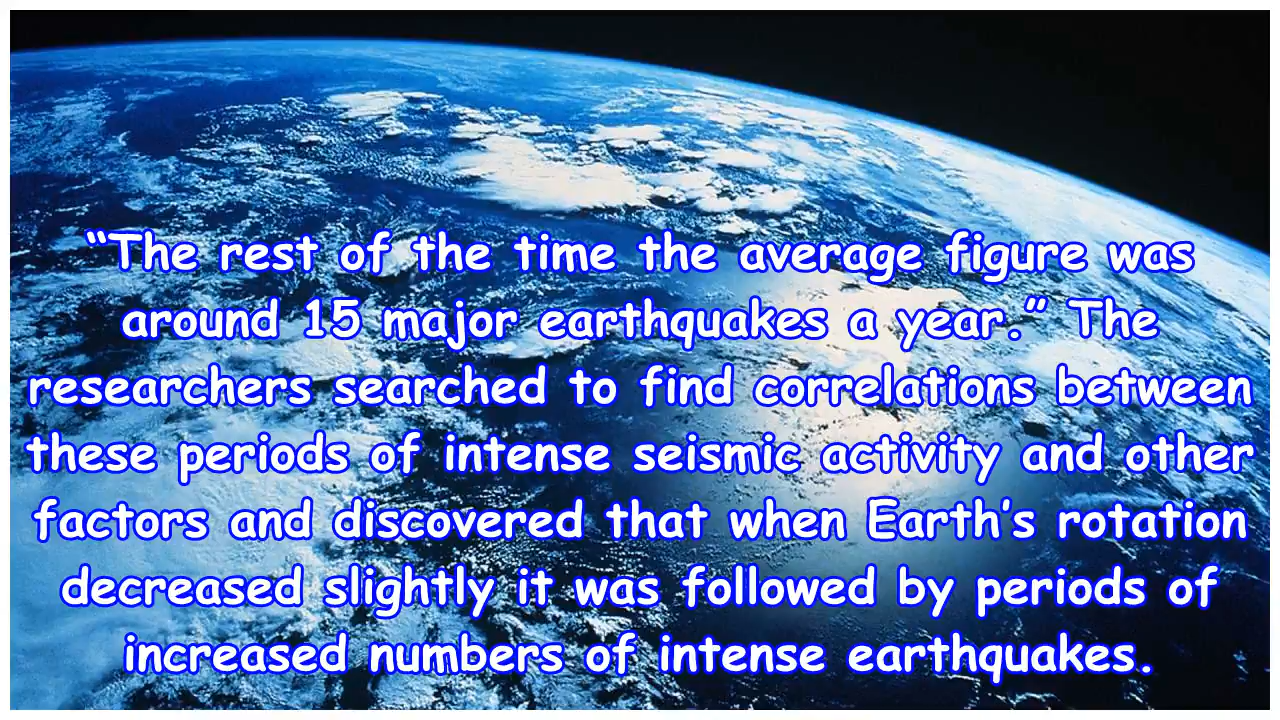 “The rest of the time the average figure was
around 15 major earthquakes a year.” The
researchers searched to find correlations between
these periods of intense seismic activity and other
factors and discovered that when Earth’s rotation
decreased slightly it was followed by periods of
increased numbers of intense earthquakes.